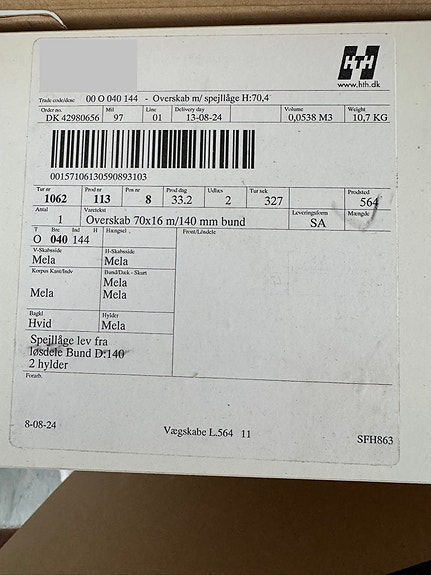 HTH
www.hth.dk
Trade code/desc 00 O 040 144 - Overskab m/ spejllåge H:70,4
Order no. Mil Line Delivery day Volume Weight
DK 42980656 97 01 13-08-24 0,0538 M3 10,7 KG
00157106130590893103
Tur nr Prod nr Pos nr Prod dag Udlæs Tur sek Prodsted
1062 113 8 33.2 2 327 564
Antal Varetekst Leveringsform Mængde
1 Overskab 70x16 m/140 mm bund SA
T Bre Ind H Hængsel Front/Låsdele
O 040 144
V-Skabsside H-Skabsside
Mela Mela
Korpus Kant/Indv Bund/Dæk - Skurt
Mela
Mela Mela
Bagkl Hylder
Hvid Mela
Spejllåge lev fra
løsdele Bund D:140
2 hylder
Forarb.
8-08-24 Vægskabe L.564 11 SFH863